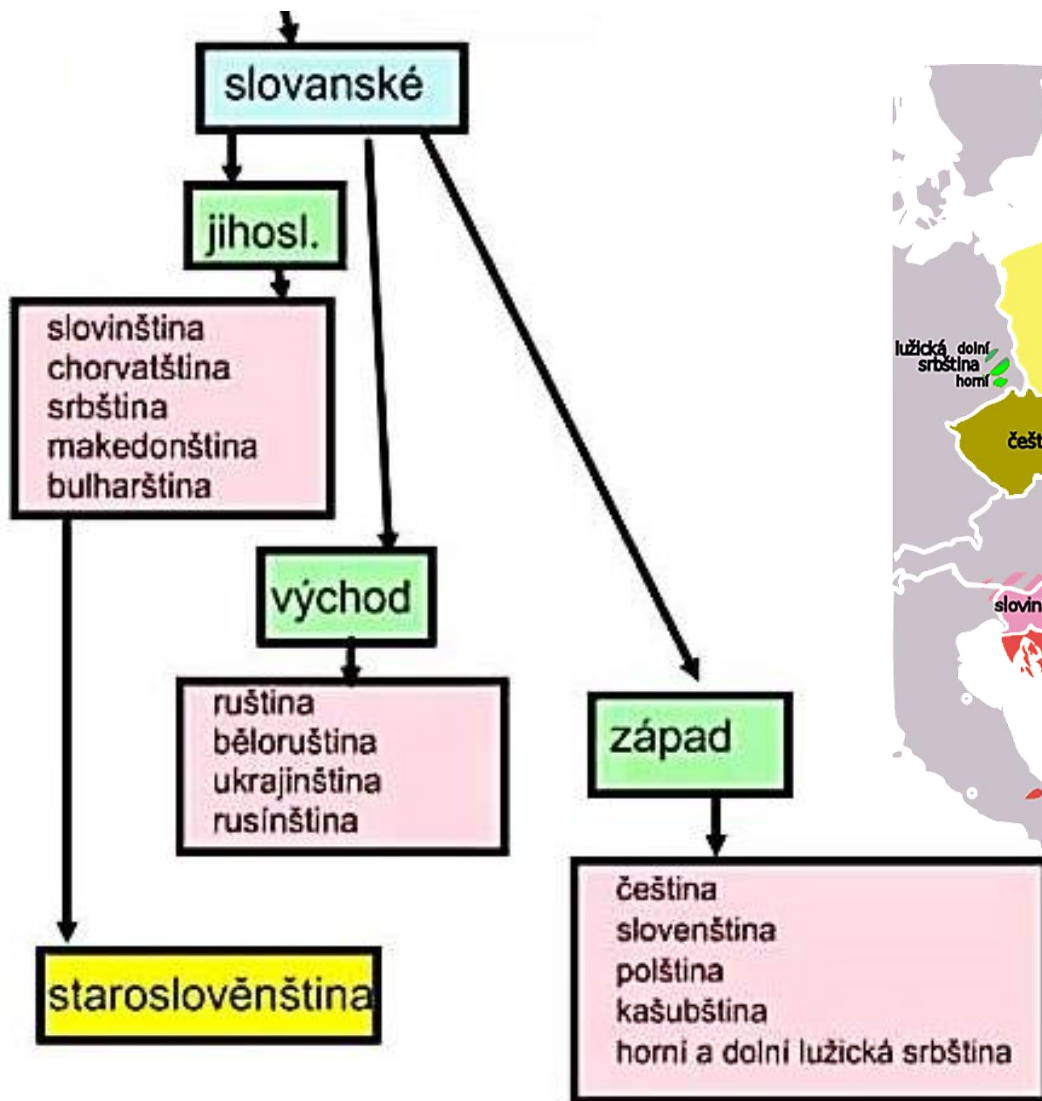 slovanské
jihosl.
slovinština
chorvatština
srbština
makedonština
bulharština
východ
ruština
běloruština
ukrajinština
rusínština
staroslověnština
západ
čeština
slovenština
polština
kašubština
horní a dolní lužická srbština
lužická dolní
srbština
horní
češt
slovin